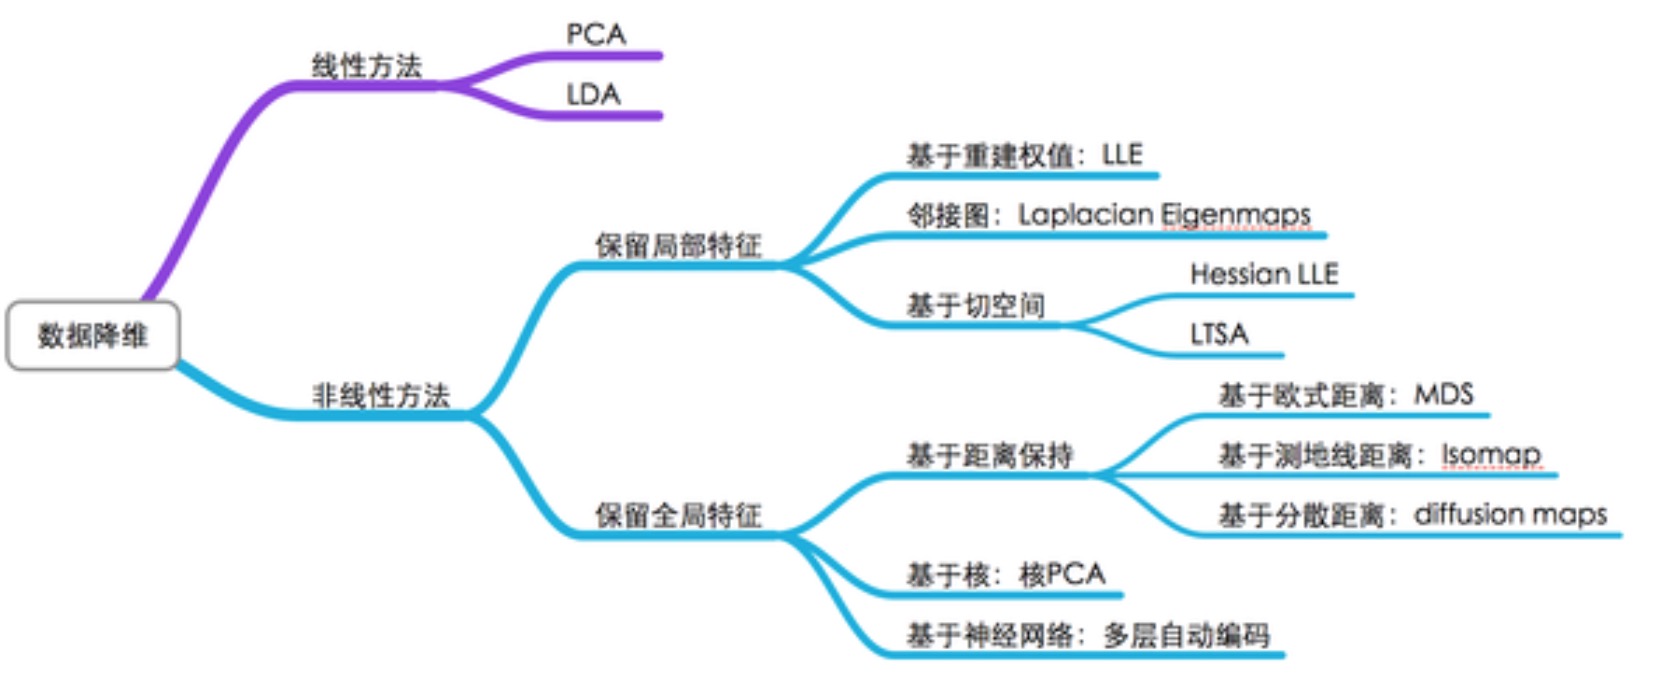 PCA
线性方法
LDA
基于重建权值：LLE
邻接图：Laplacian Eigenmaps
保留局部特征
Hessian LLE
基于切空间
LTSA
数据降维
非线性方法
基于欧式距离：MDS
基于距离保持
基于测地线距离：Isomap
保留全局特征
基于分散距离：diffusion maps
基于核：核PCA
基于神经网络：多层自动编码